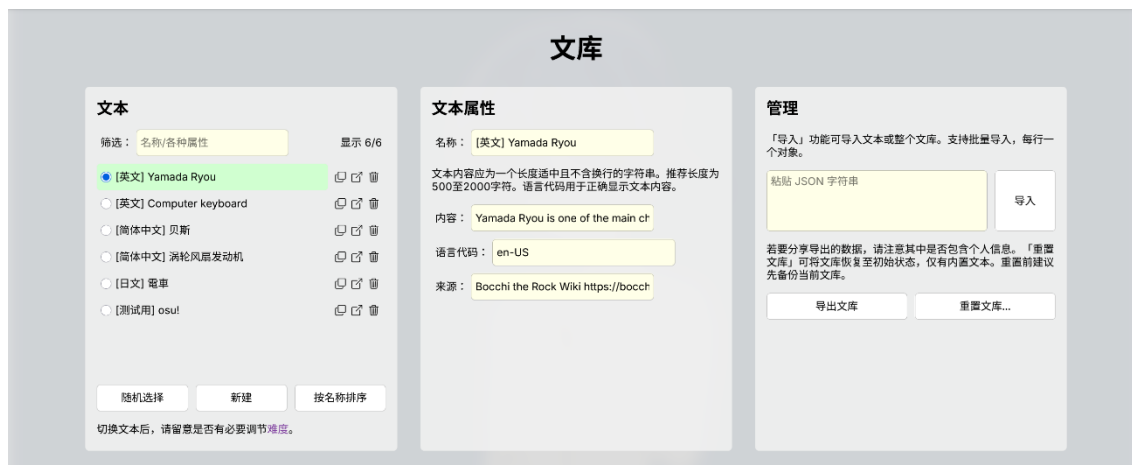 文库
文本
筛选： 名称/各种属性 显示 6/6
[英文] Yamada Ryou
[英文] Computer keyboard
[简体中文] 贝斯
[简体中文] 涡轮风扇发动机
[日文] 電車
[测试用] osu!
随机选择 新建 按名称排序
切换文本后，请留意是否有必要调节难度。
文本属性
名称： [英文] Yamada Ryou
文本内容应为一个长度适中且不含换行的字符串。推荐长度为
500至2000字符。语言代码用于正确显示文本内容。
内容： Yamada Ryou is one of the main ch
语言代码： en-US
来源： Bocchi the Rock Wiki https://bocch
管理
「导入」功能可导入文本或整个文库。支持批量导入，每行一
个对象。
粘贴 JSON 字符串
导入
若要分享导出的数据，请注意其中是否包含个人信息。「重置
文库」可将文库恢复至初始状态，仅有内置文本。重置前建议
先备份当前文库。
导出文库 重置文库...